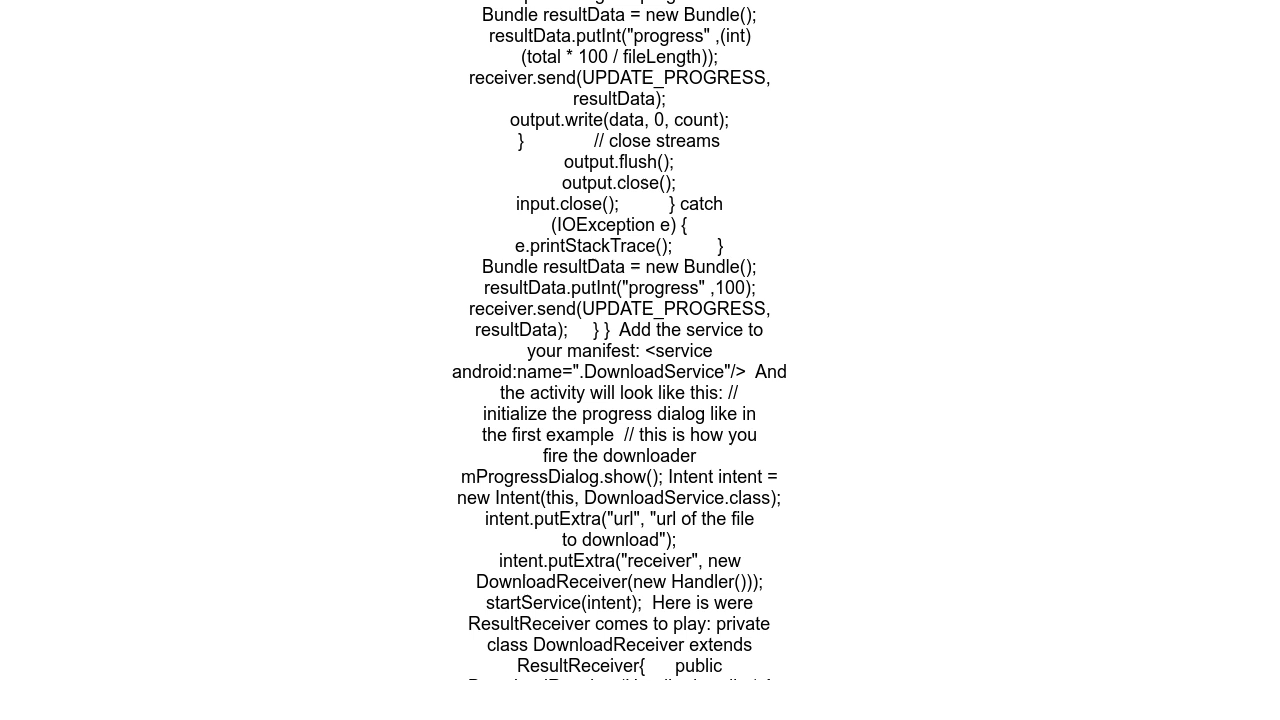 Bundle resultData = new Bundle();
resultData.putInt("progress" ,(int)
(total * 100 / fileLength));
receiver.send(UPDATE_PROGRESS,
resultData);
output.write(data, 0, count);
} // close streams
output.flush();
output.close();
input.close(); } catch
(IOException e) {
e.printStackTrace(); }
Bundle resultData = new Bundle();
resultData.putInt("progress" ,100);
receiver.send(UPDATE_PROGRESS,
resultData); } } Add the service to
your manifest: <service
android:name=".DownloadService"/> And
the activity will look like this: //
initialize the progress dialog like in
the first example // this is how you
fire the downloader
mProgressDialog.show(); Intent intent =
new Intent(this, DownloadService.class);
intent.putExtra("url", "url of the file
to download");
intent.putExtra("receiver", new
DownloadReceiver(new Handler()));
startService(intent); Here is were
ResultReceiver comes to play: private
class DownloadReceiver extends
ResultReceiver{ public